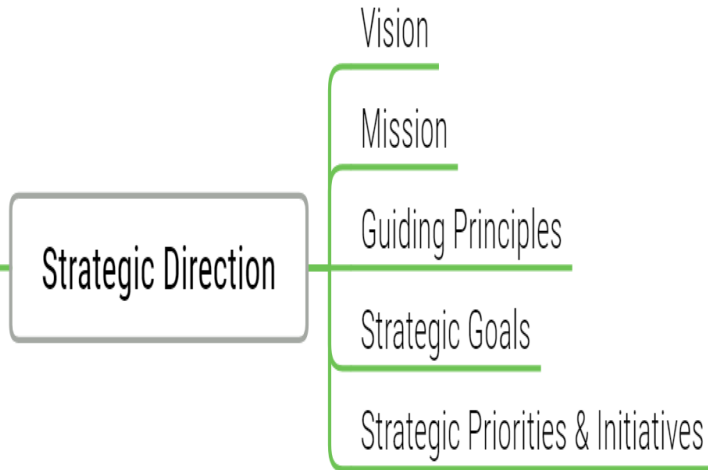 Vision
Mission
Guiding Principles
Strategic Direction
Strategic Goals
Strategic Priorities & Initiatives